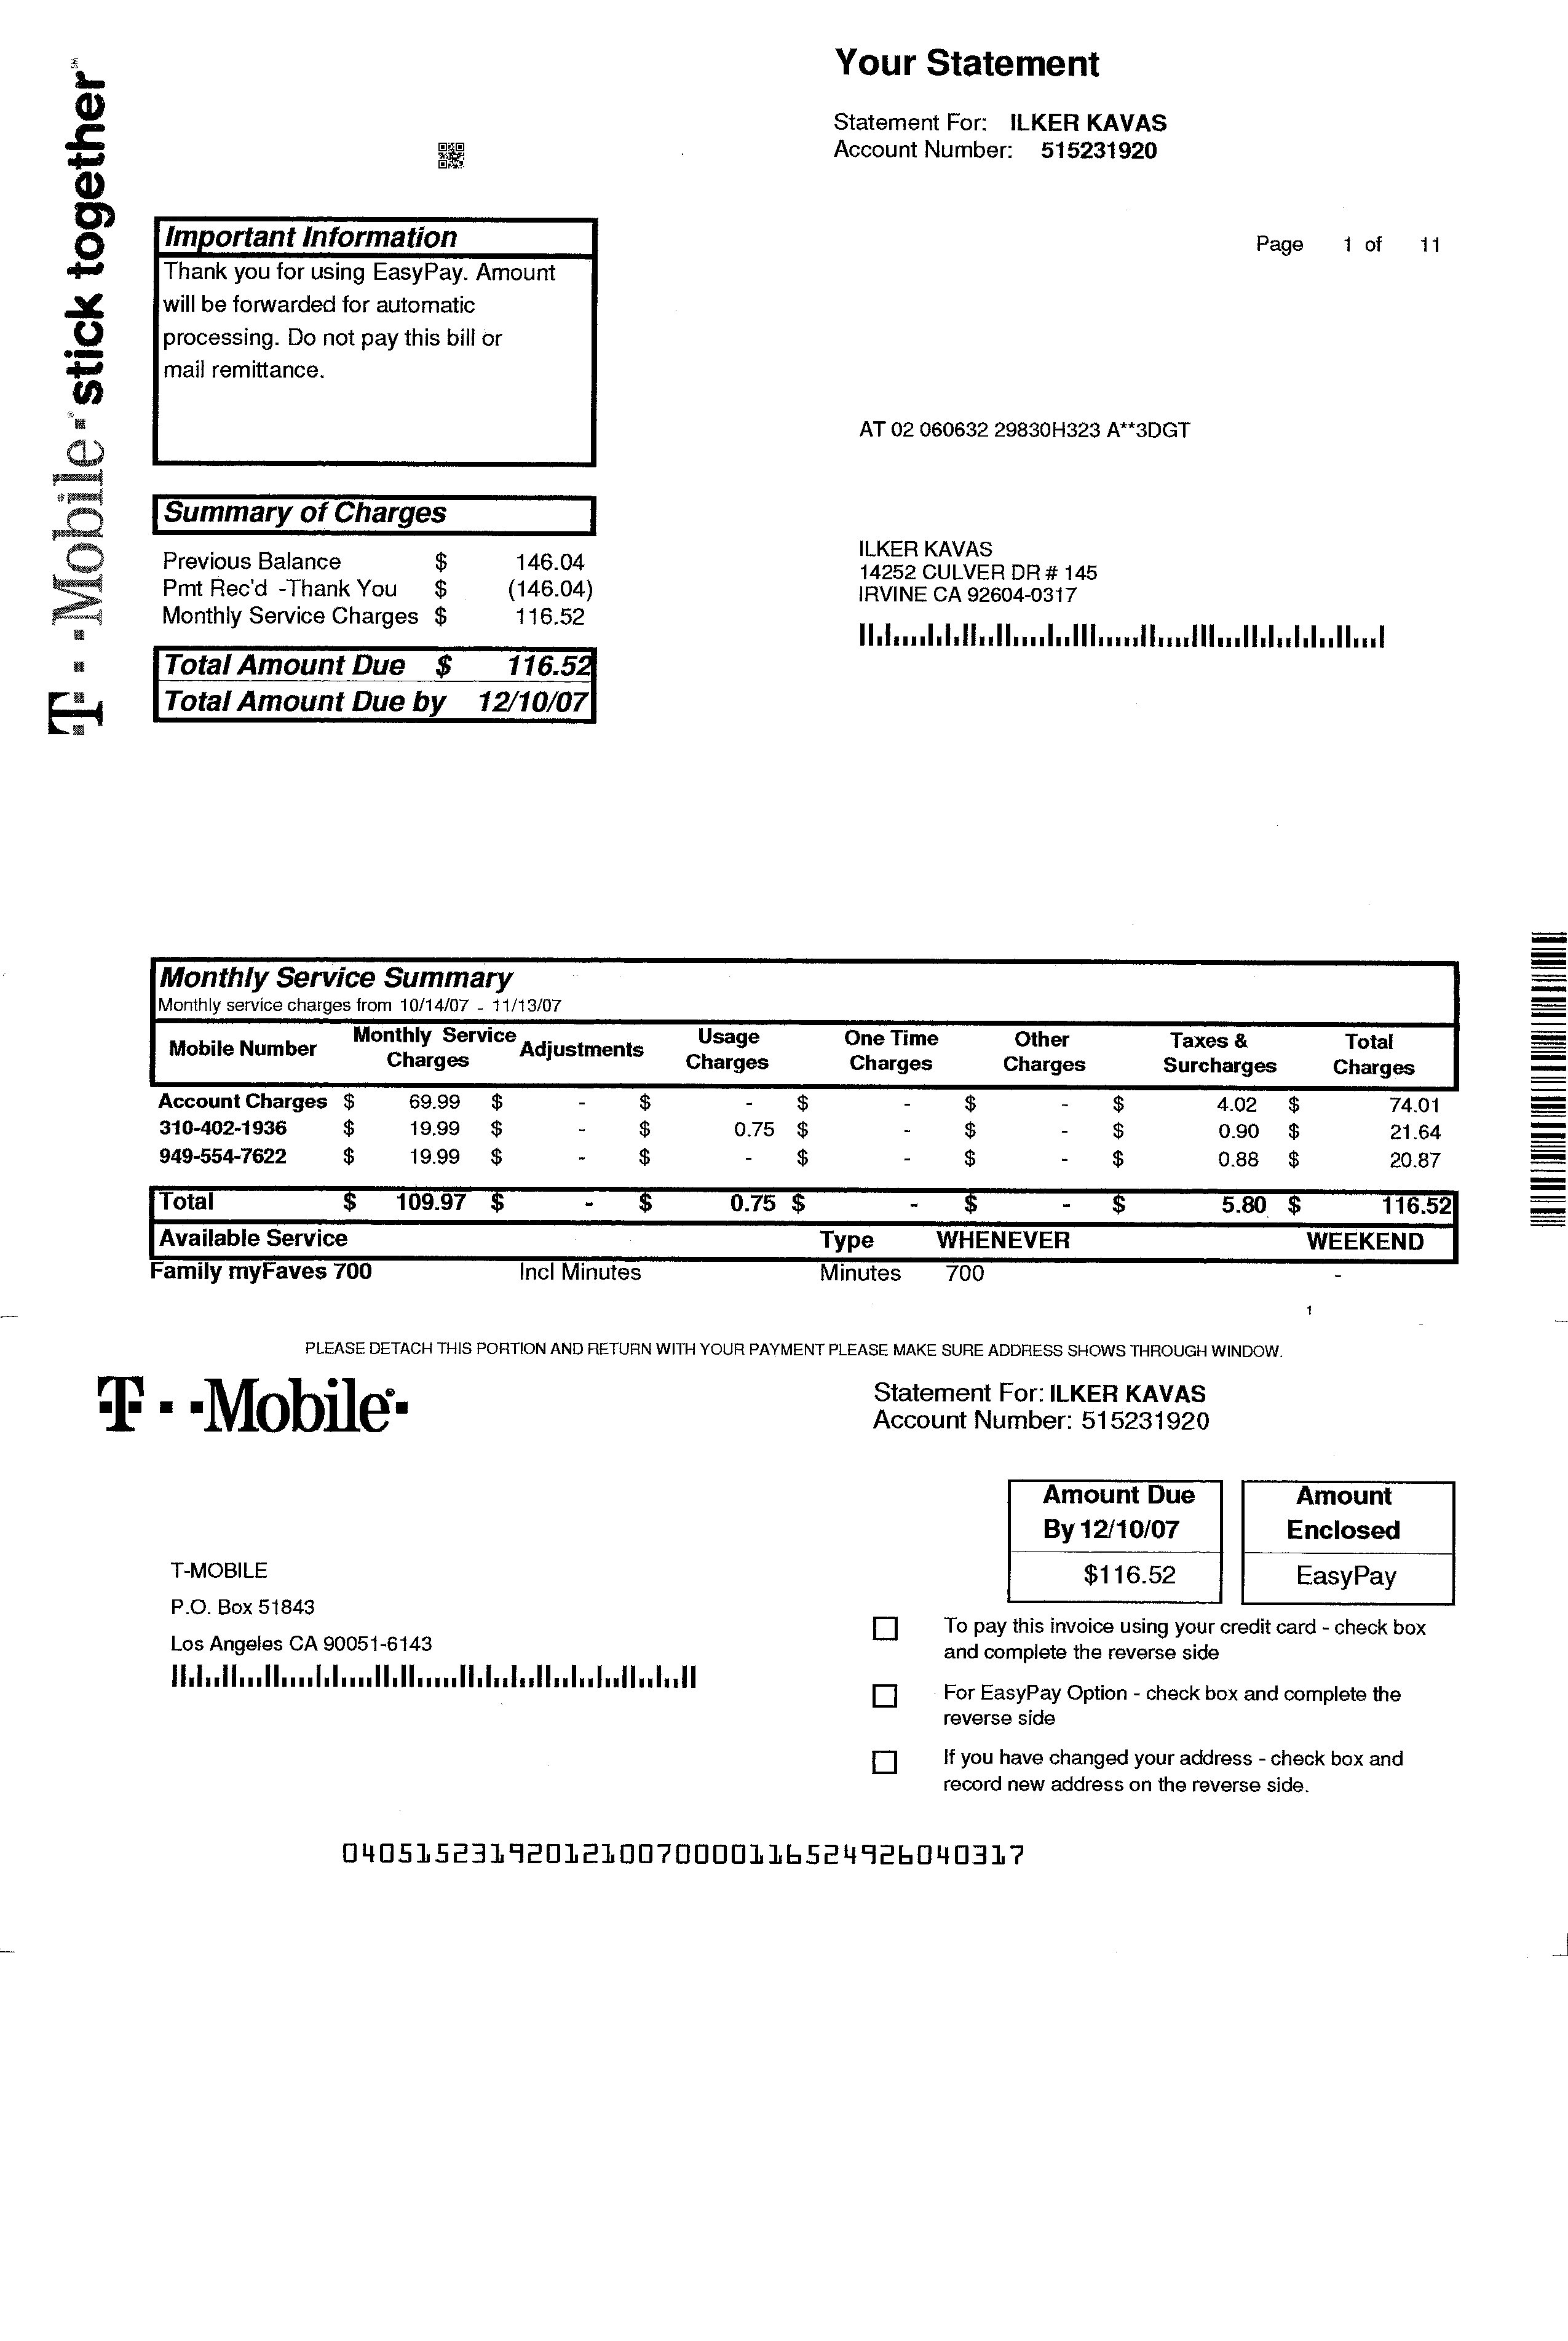 T··Mobile·® stick together℠
Your Statement
Statement For: ILKER KAVAS
Account Number: 515231920
Page 1 of 11
Important Information
Thank you for using EasyPay. Amount
will be forwarded for automatic
processing. Do not pay this bill or
mail remittance.
AT 02 060632 29830H323 A**3DGT
Summary of Charges
Previous Balance $ 146.04
Pmt Rec'd -Thank You $ (146.04)
Monthly Service Charges $ 116.52
Total Amount Due $ 116.52
Total Amount Due by 12/10/07
ILKER KAVAS
14252 CULVER DR # 145
IRVINE CA 92604-0317
Monthly Service Summary
Monthly service charges from 10/14/07 - 11/13/07
Mobile Number Monthly Service Charges Adjustments Usage Charges One Time Charges Other Charges Taxes & Surcharges Total Charges
Account Charges $ 69.99 $ - $ - $ - $ - $ 4.02 $ 74.01
310-402-1936 $ 19.99 $ - $ 0.75 $ - $ - $ 0.90 $ 21.64
949-554-7622 $ 19.99 $ - $ - $ - $ - $ 0.88 $ 20.87
Total $ 109.97 $ - $ 0.75 $ - $ - $ 5.80 $ 116.52
Available Service Type WHENEVER WEEKEND
Family myFaves 700 Incl Minutes Minutes 700 -
1
PLEASE DETACH THIS PORTION AND RETURN WITH YOUR PAYMENT PLEASE MAKE SURE ADDRESS SHOWS THROUGH WINDOW.
T··Mobile®·
Statement For: ILKER KAVAS
Account Number: 515231920
Amount Due
By 12/10/07
$116.52
Amount
Enclosed
EasyPay
T-MOBILE
P.O. Box 51843
Los Angeles CA 90051-6143
To pay this invoice using your credit card - check box
and complete the reverse side
For EasyPay Option - check box and complete the
reverse side
If you have changed your address - check box and
record new address on the reverse side.
04051523192012100700001165249260​40317